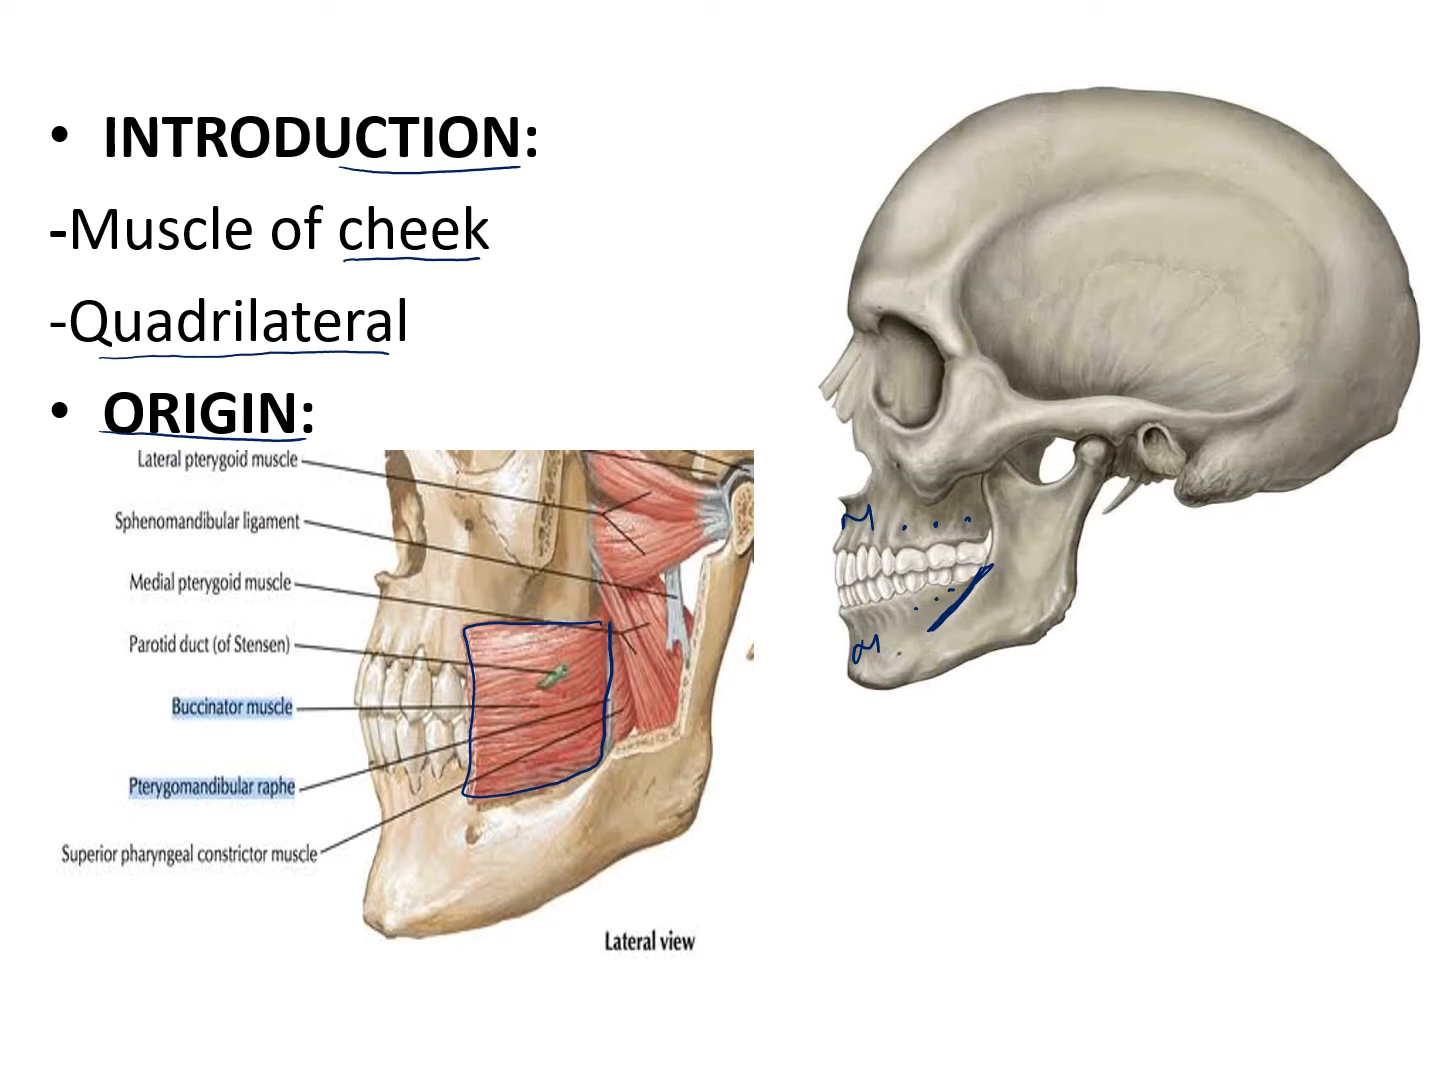 • INTRODUCTION:
-Muscle of cheek
-Quadrilateral
• ORIGIN:
Lateral pterygoid muscle
Sphenomandibular ligament
Medial pterygoid muscle
Parotid duct (of Stensen)
Buccinator muscle
Pterygomandibular raphe
Superior pharyngeal constrictor muscle
Lateral view